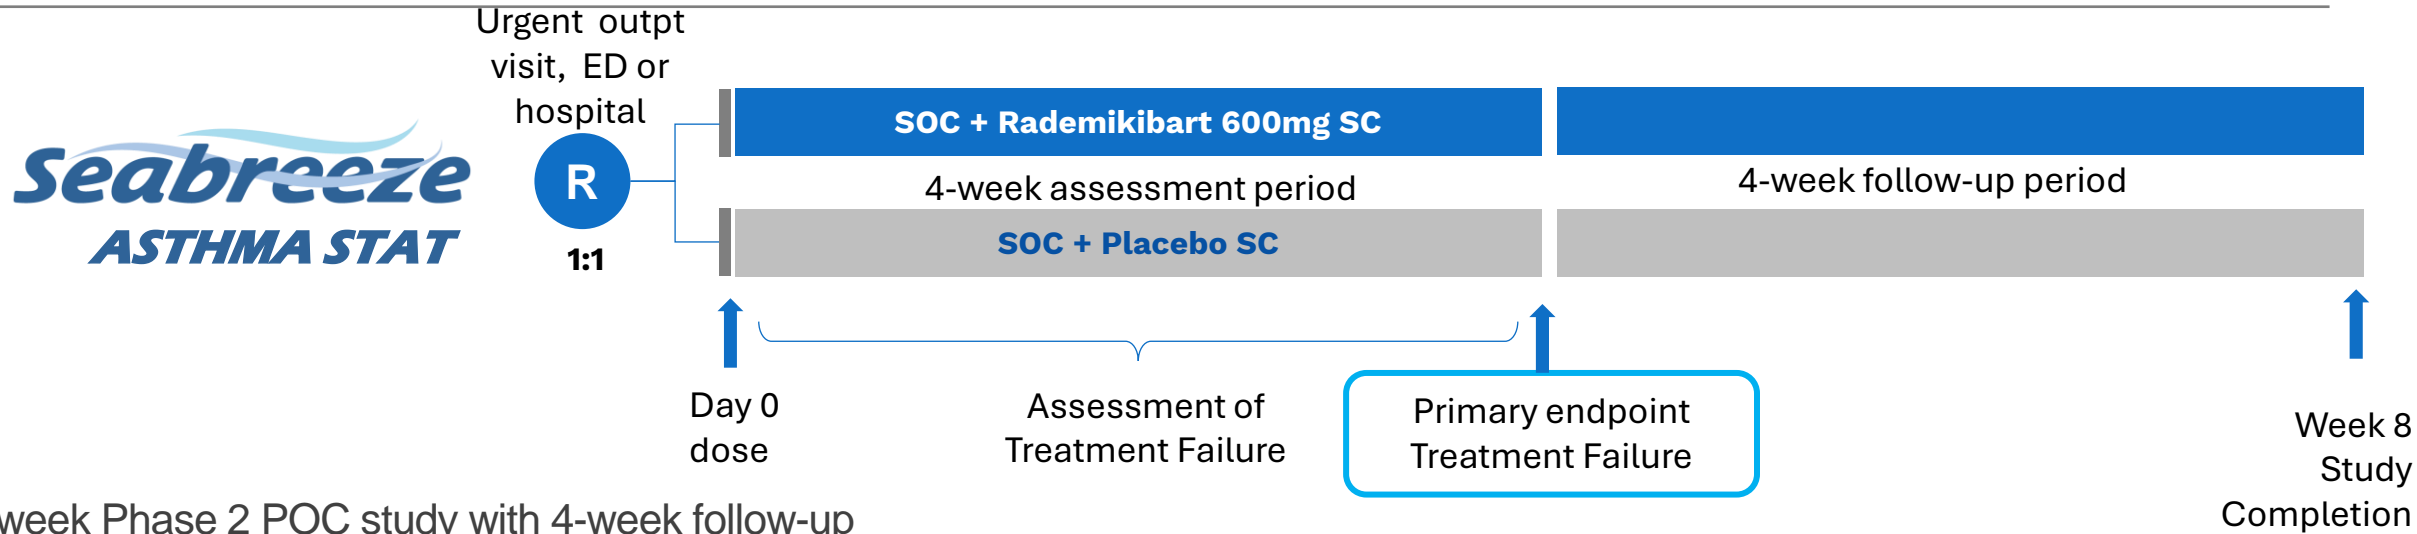 Urgent outpt
visit, ED or
hospital
Seabreeze
ASTHMA STAT
R
1:1
SOC + Rademikibart 600mg SC
4-week assessment period
4-week follow-up period
SOC + Placebo SC
Day 0
dose
Assessment of
Treatment Failure
Primary endpoint
Treatment Failure
Week 8
Study
Completion
week Phase 2 POC study with 4-week follow-up